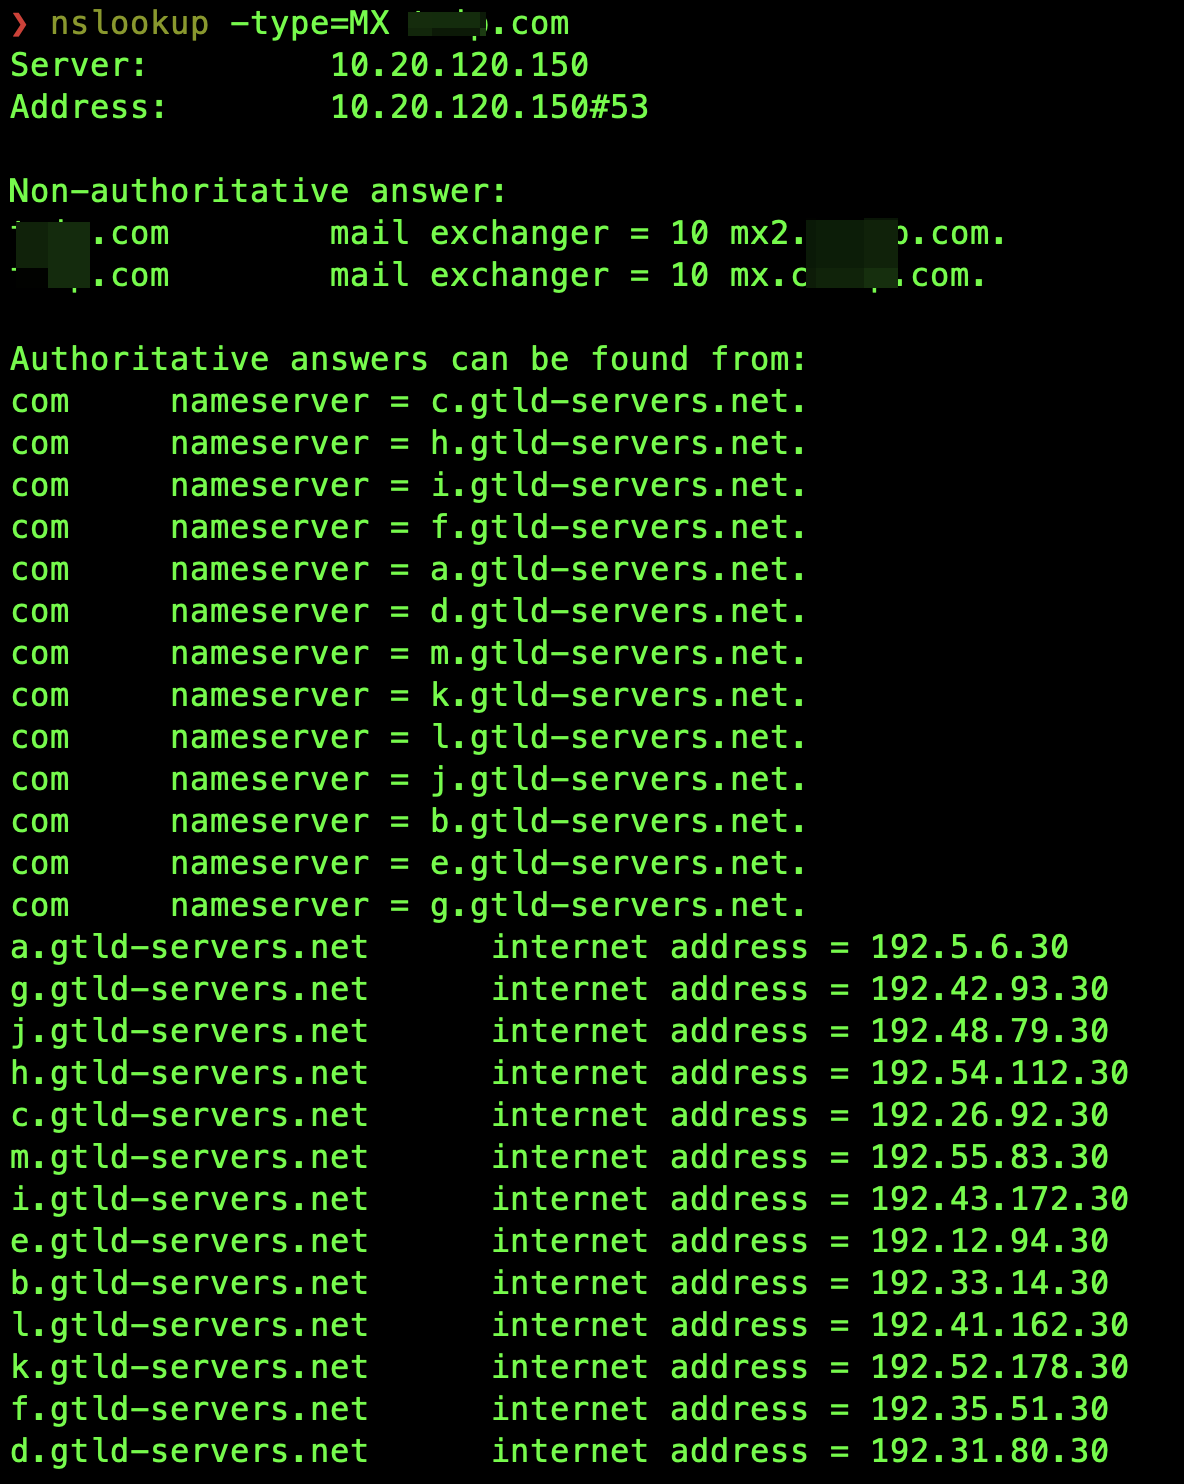 ❯ nslookup -type=MX .com
Server: 10.20.120.150
Address: 10.20.120.150#53
Non-authoritative answer:
.com mail exchanger = 10 mx2. .com.
.com mail exchanger = 10 mx. .com.
Authoritative answers can be found from:
com nameserver = c.gtld-servers.net.
com nameserver = h.gtld-servers.net.
com nameserver = i.gtld-servers.net.
com nameserver = f.gtld-servers.net.
com nameserver = a.gtld-servers.net.
com nameserver = d.gtld-servers.net.
com nameserver = m.gtld-servers.net.
com nameserver = k.gtld-servers.net.
com nameserver = l.gtld-servers.net.
com nameserver = j.gtld-servers.net.
com nameserver = b.gtld-servers.net.
com nameserver = e.gtld-servers.net.
com nameserver = g.gtld-servers.net.
a.gtld-servers.net internet address = 192.5.6.30
g.gtld-servers.net internet address = 192.42.93.30
j.gtld-servers.net internet address = 192.48.79.30
h.gtld-servers.net internet address = 192.54.112.30
c.gtld-servers.net internet address = 192.26.92.30
m.gtld-servers.net internet address = 192.55.83.30
i.gtld-servers.net internet address = 192.43.172.30
e.gtld-servers.net internet address = 192.12.94.30
b.gtld-servers.net internet address = 192.33.14.30
l.gtld-servers.net internet address = 192.41.162.30
k.gtld-servers.net internet address = 192.52.178.30
f.gtld-servers.net internet address = 192.35.51.30
d.gtld-servers.net internet address = 192.31.80.30